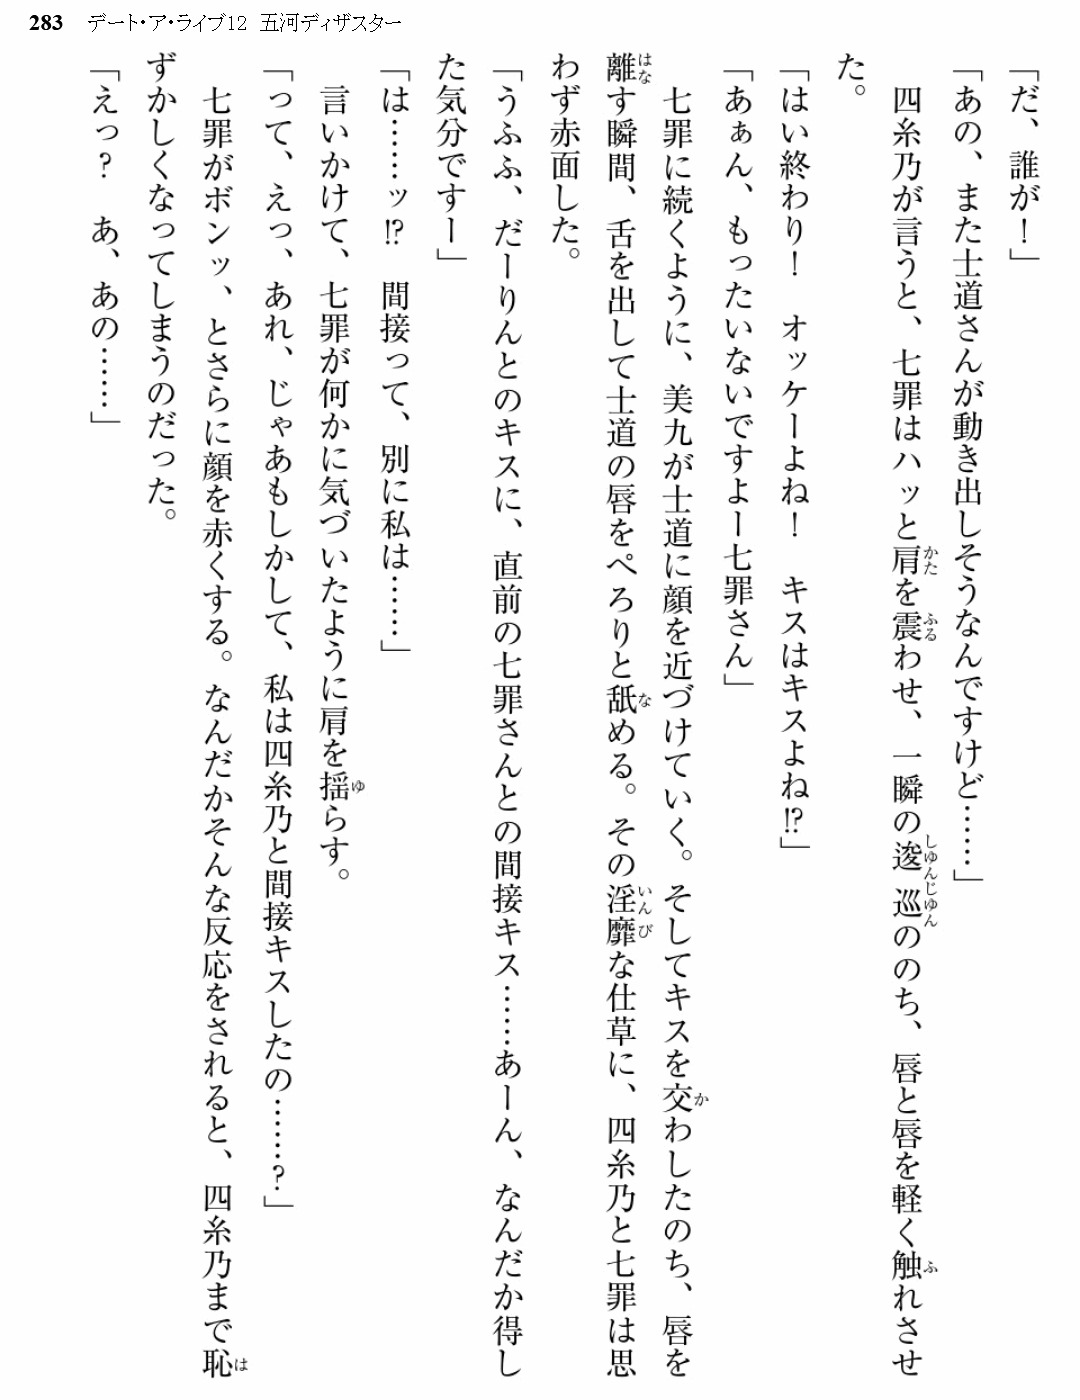 283 デート・ア・ライブ12 五河ディザスター
「だ、誰が！」
「あの、また士道さんが動き出しそうなんですけど……」
四糸乃が言うと、七罪はハッと肩を震わせ、一瞬の逡巡ののち、唇と唇を軽く触れさせ
た。
「はい終わり！　オッケーよね！　キスはキスよね!?」
「あぁん、もったいないですよー七罪さん」
七罪に続くように、美九が士道に顔を近づけていく。そしてキスを交わしたのち、唇を
離す瞬間、舌を出して士道の唇をぺろりと舐める。その淫靡な仕草に、四糸乃と七罪は思
わず赤面した。
「うふふ、だーりんとのキスに、直前の七罪さんとの間接キス……あーん、なんだか得し
た気分ですー」
「は……ッ!?　間接って、別に私は……」
言いかけて、七罪が何かに気づいたように肩を揺らす。
「って、えっ、あれ、じゃあもしかして、私は四糸乃と間接キスしたの……?」
七罪がボンッ、とさらに顔を赤くする。なんだかそんな反応をされると、四糸乃まで恥
ずかしくなってしまうのだった。
「えっ？　あ、あの……」